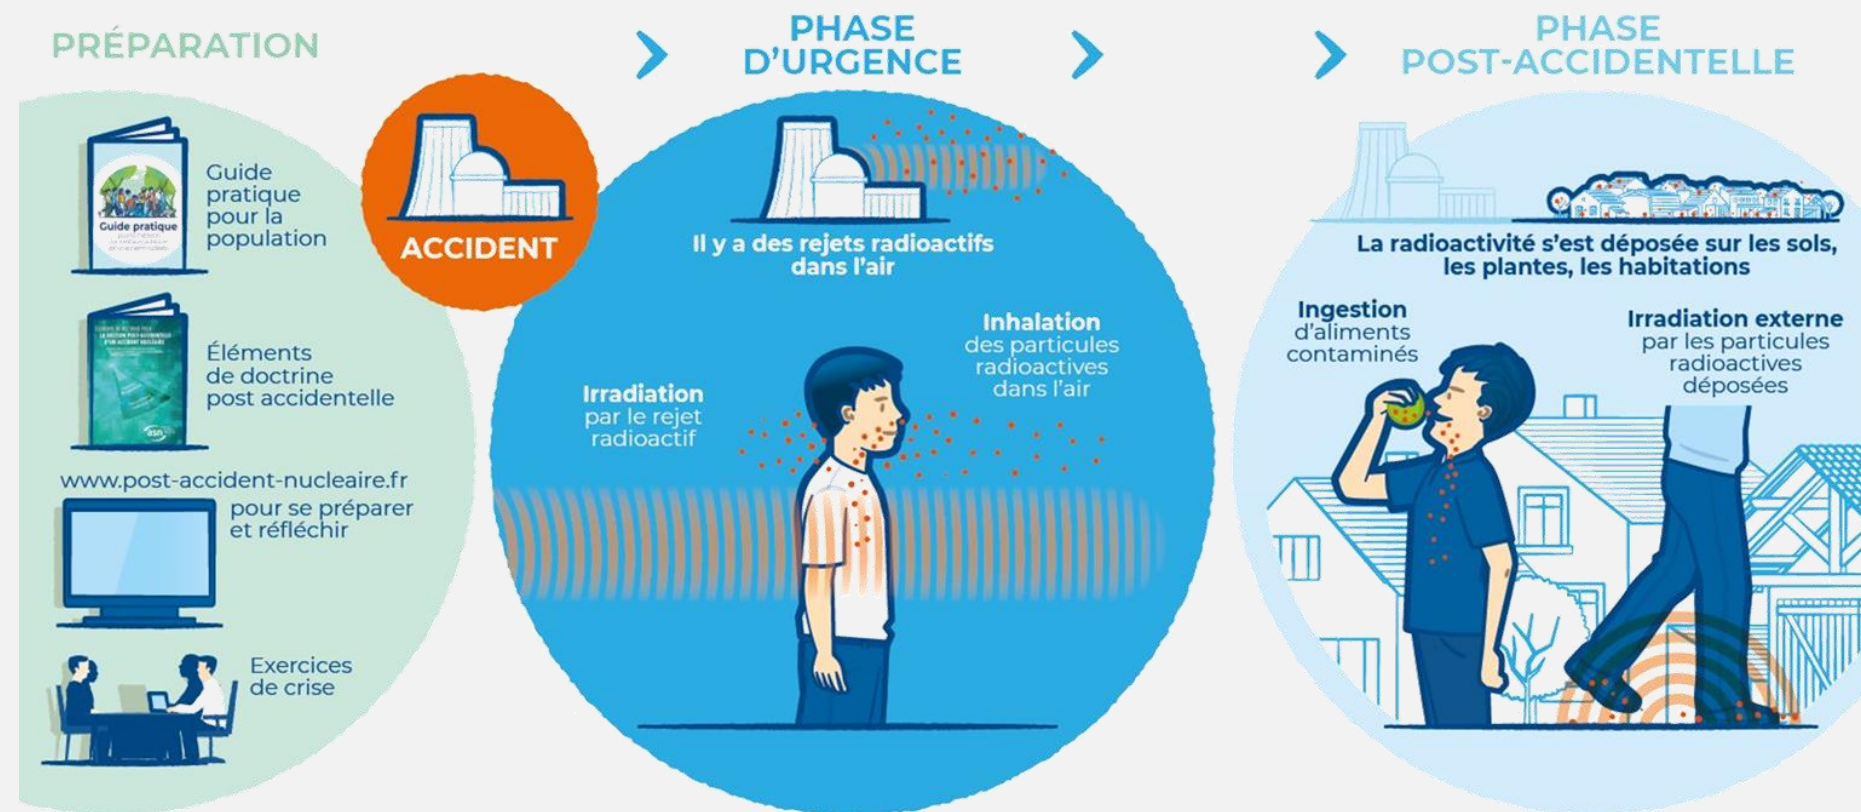 PRÉPARATION
Guide
pratique
pour la
population
Guide pratique
Éléments
de doctrine
post accidentelle
asn
www.post-accident-nucleaire.fr
pour se préparer
et réfléchir
Exercices
de crise
ACCIDENT
PHASE
D'URGENCE
Il y a des rejets radioactifs
dans l'air
Irradiation
par le rejet
radioactif
Inhalation
des particules
radioactives
dans l'air
PHASE
POST-ACCIDENTELLE
La radioactivité s'est déposée sur les sols,
les plantes, les habitations
Ingestion
d'aliments
contaminés
Irradiation externe
par les particules
radioactives
déposées